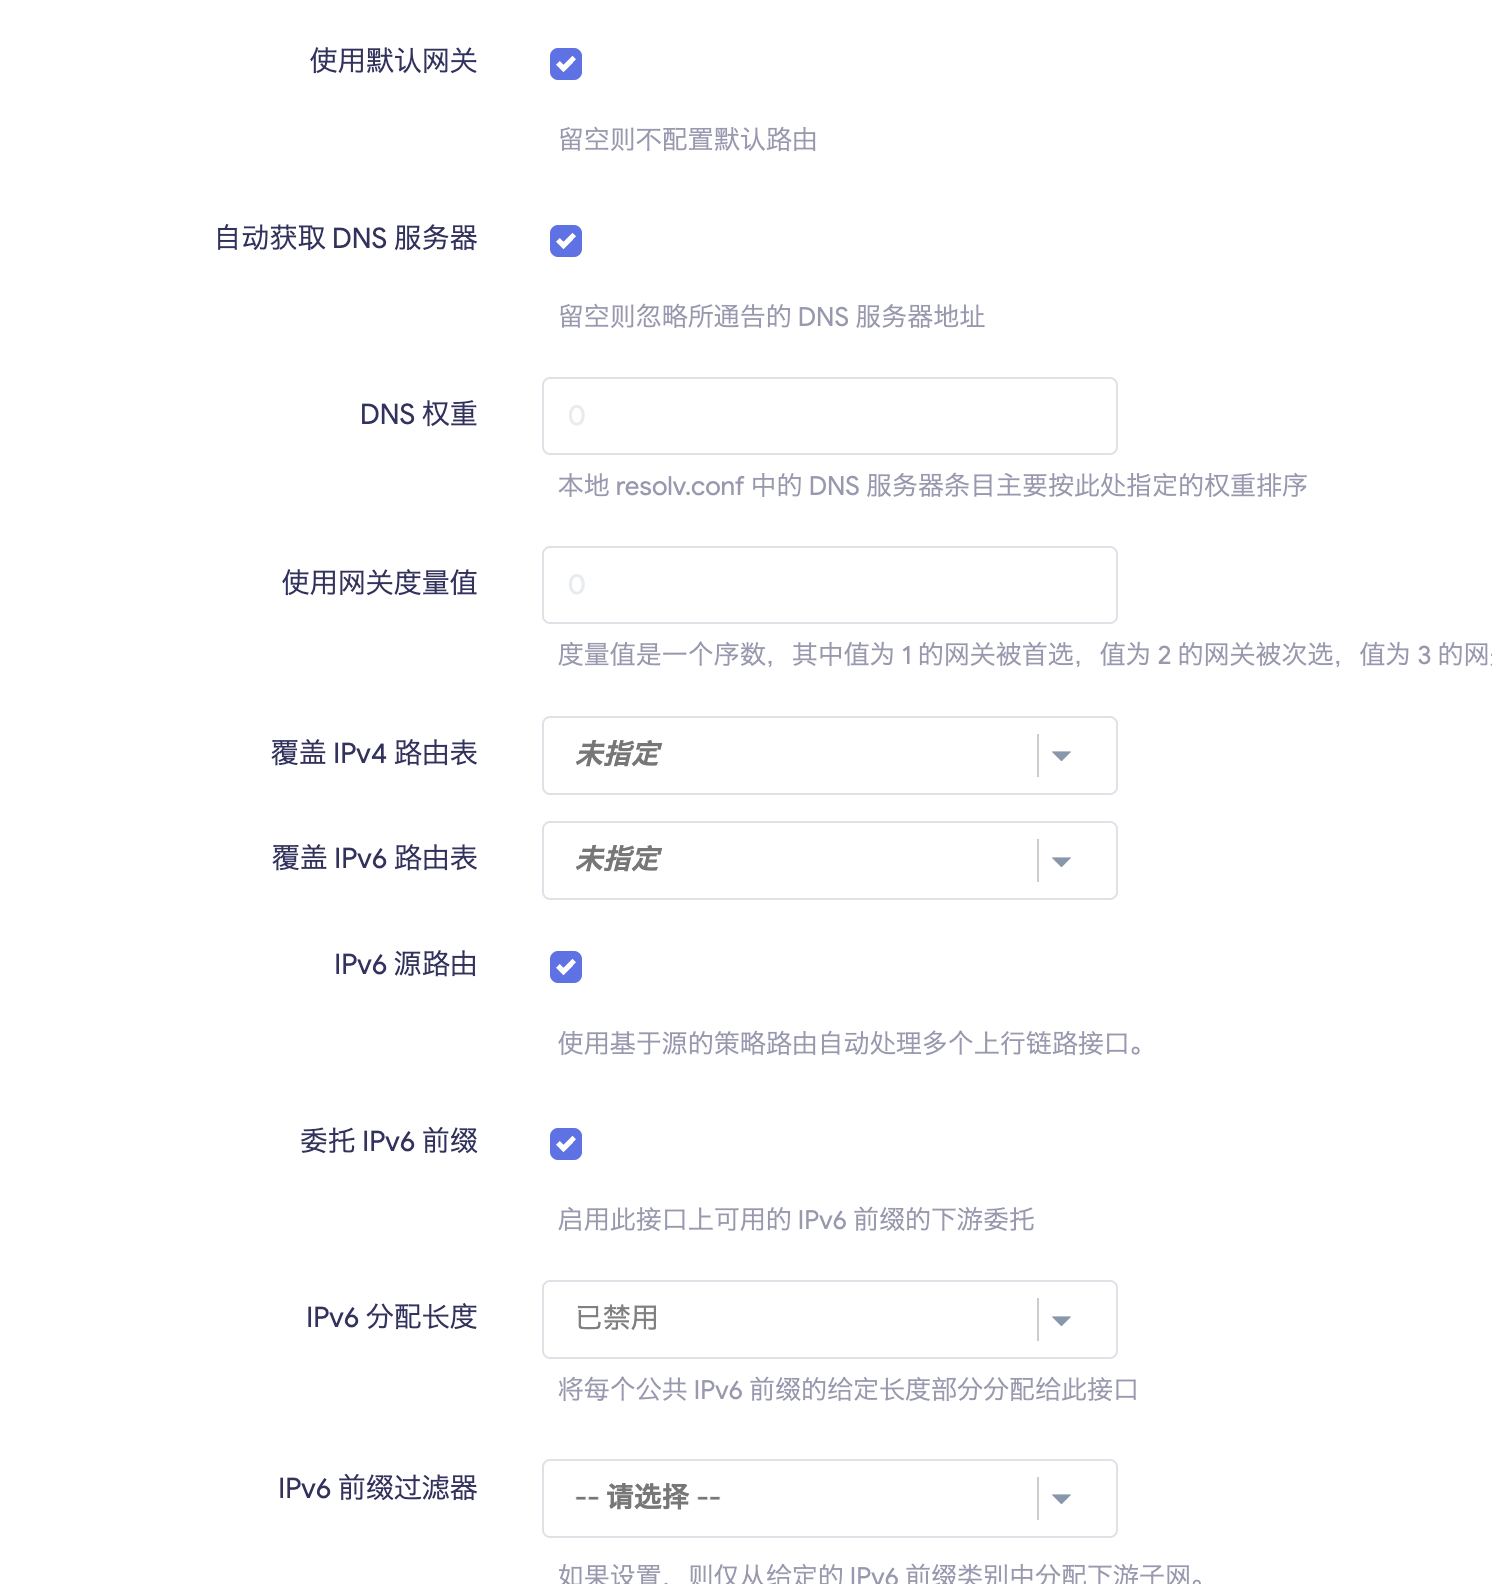 使用默认网关
留空则不配置默认路由
自动获取 DNS 服务器
留空则忽略所通告的 DNS 服务器地址
DNS 权重
0
本地 resolv.conf 中的 DNS 服务器条目主要按此处指定的权重排序
使用网关度量值
0
度量值是一个序数，其中值为 1 的网关被首选，值为 2 的网关被次选，值为 3 的网
覆盖 IPv4 路由表
未指定
覆盖 IPv6 路由表
未指定
IPv6 源路由
使用基于源的策略路由自动处理多个上行链路接口。
委托 IPv6 前缀
启用此接口上可用的 IPv6 前缀的下游委托
IPv6 分配长度
已禁用
将每个公共 IPv6 前缀的给定长度部分分配给此接口
IPv6 前缀过滤器
-- 请选择 --
如果设置，则仅从给定的 IPv6 前缀类别中分配下游子网。